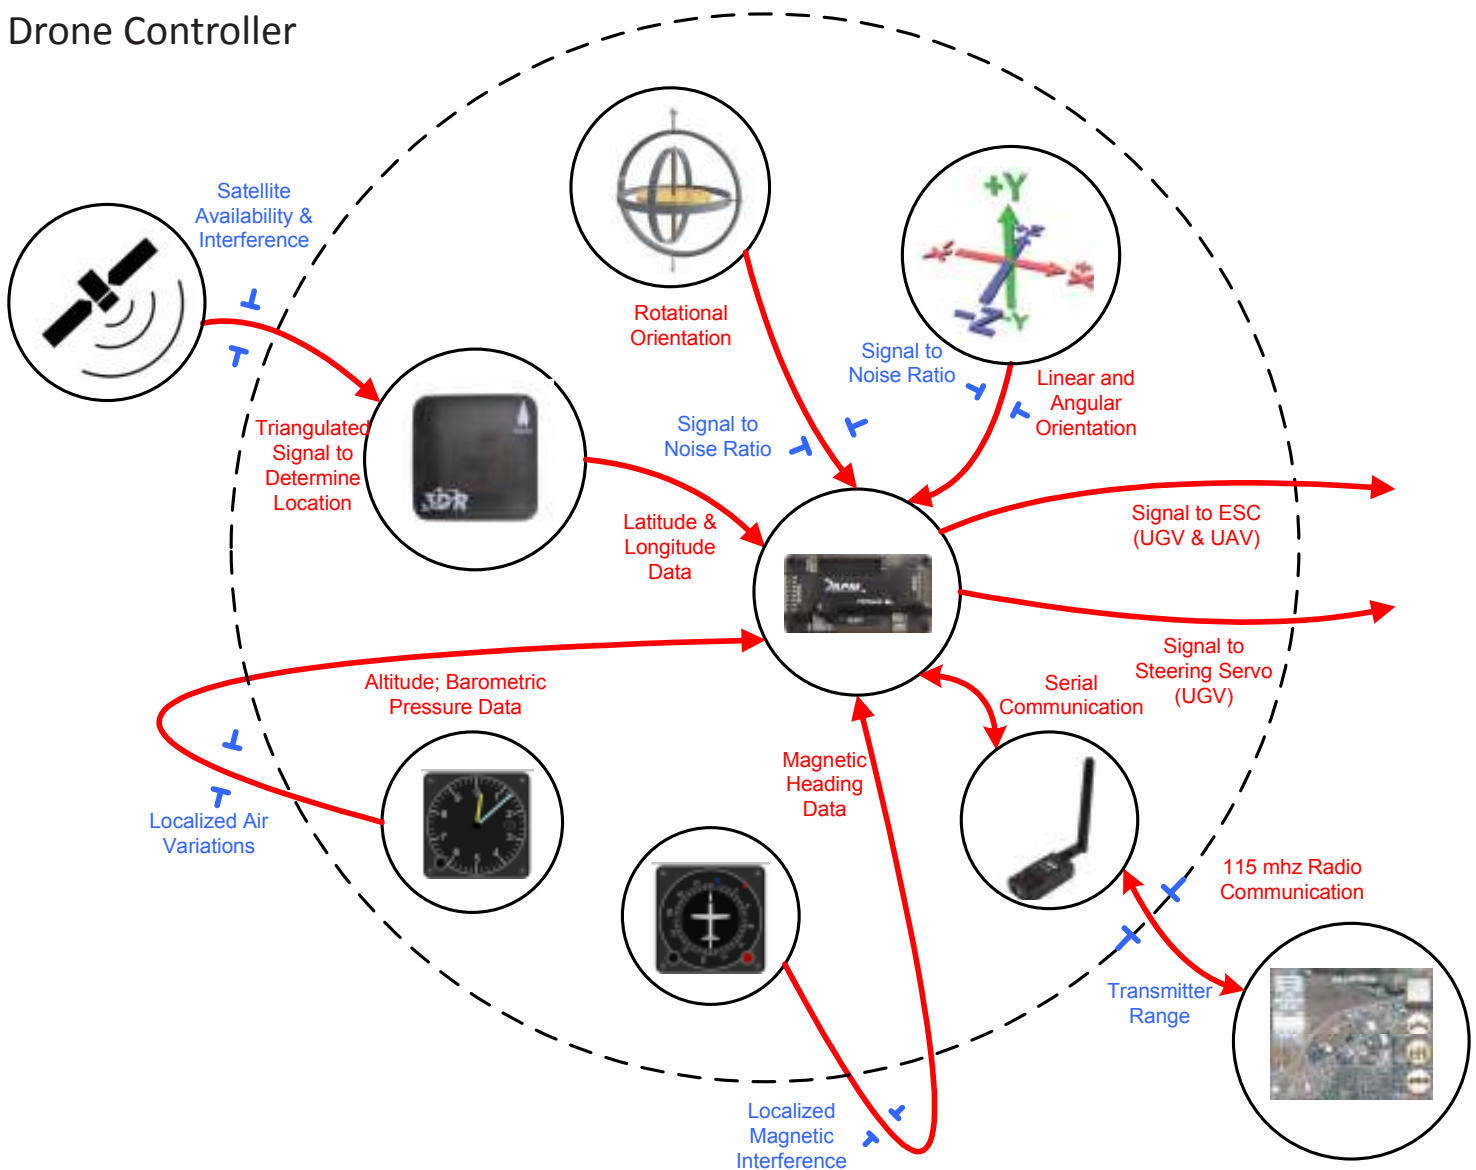 Drone Controller
Satellite
Availability &
Interference
Rotational
Orientation
+Y
-X
+X
-Z
-Y
Signal to
Noise Ratio
Linear and
Angular
Orientation
Signal to
Noise Ratio
Triangulated
Signal to
Determine
Location
3DR
Latitude &
Longitude
Data
Signal to ESC
(UGV & UAV)
Signal to
Steering Servo
(UGV)
Altitude; Barometric
Pressure Data
Serial
Communication
Magnetic
Heading
Data
Localized Air
Variations
115 mhz Radio
Communication
Transmitter
Range
Localized
Magnetic
Interference